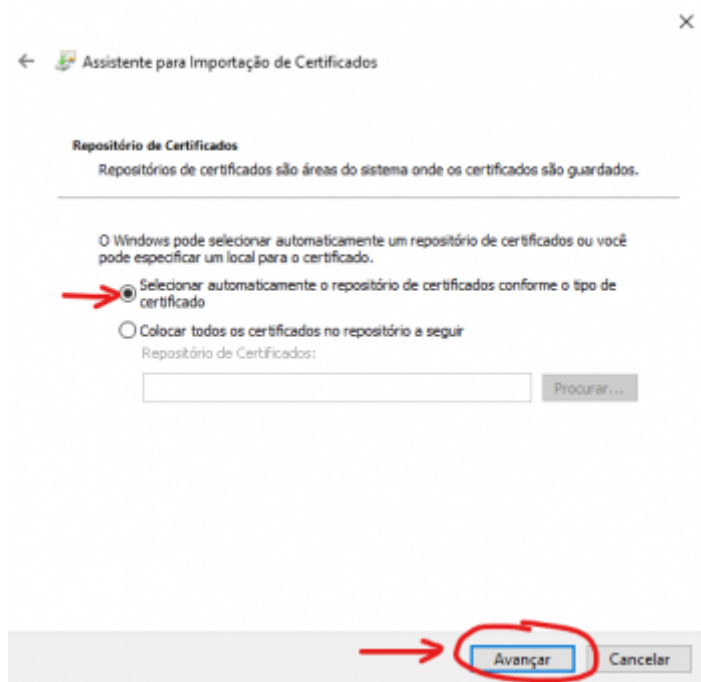 Assistente para Importação de Certificados
Repositório de Certificados
Repositórios de certificados são áreas do sistema onde os certificados são guardados.
O Windows pode selecionar automaticamente um repositório de certificados ou você
pode especificar um local para o certificado.
Selecionar automaticamente o repositório de certificados conforme o tipo de
certificado
Colocar todos os certificados no repositório a seguir
Repositório de Certificados:
Procurar...
Avançar Cancelar